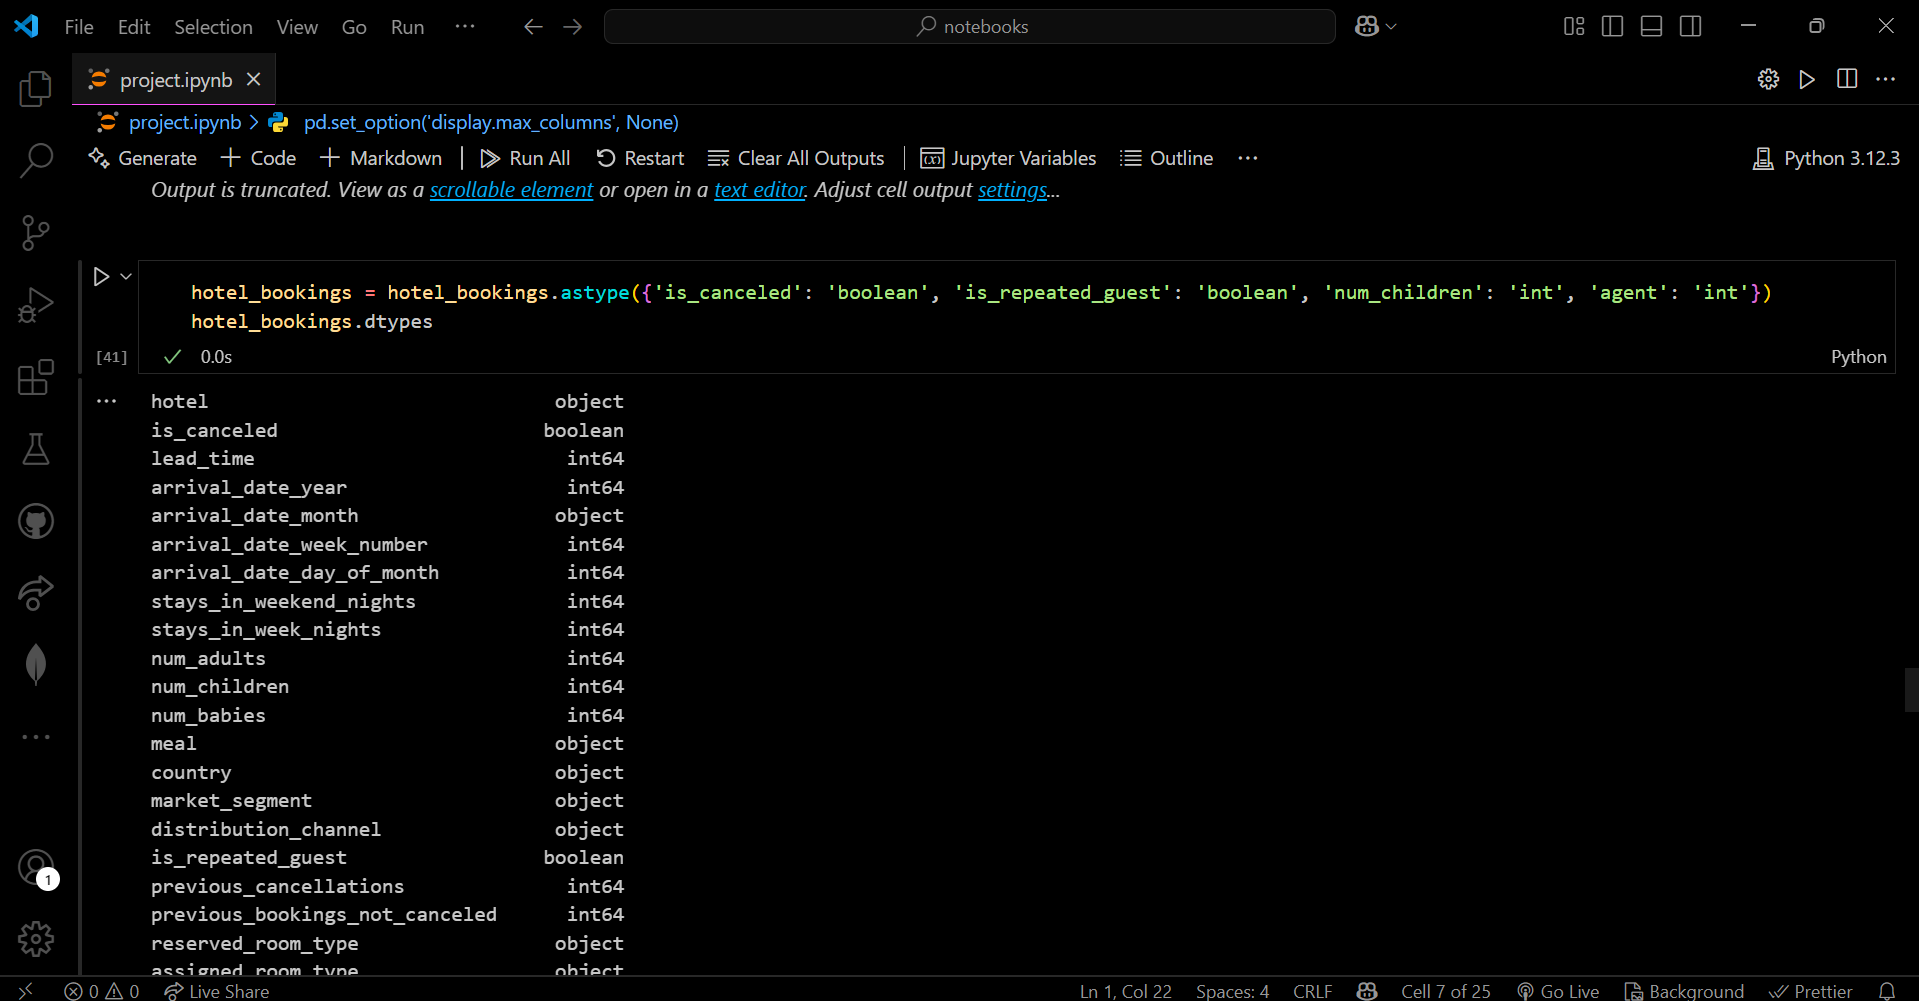 File Edit Selection View Go Run ··· notebooks
project.ipynb
project.ipynb > pd.set_option('display.max_columns', None)
Generate + Code + Markdown Run All Restart Clear All Outputs Jupyter Variables Outline ··· Python 3.12.3
Output is truncated. View as a scrollable element or open in a text editor. Adjust cell output settings...
hotel_bookings = hotel_bookings.astype({'is_canceled': 'boolean', 'is_repeated_guest': 'boolean', 'num_children': 'int', 'agent': 'int'})
hotel_bookings.dtypes
[41] 0.0s Python
hotel object
is_canceled boolean
lead_time int64
arrival_date_year int64
arrival_date_month object
arrival_date_week_number int64
arrival_date_day_of_month int64
stays_in_weekend_nights int64
stays_in_week_nights int64
num_adults int64
num_children int64
num_babies int64
meal object
country object
market_segment object
distribution_channel object
is_repeated_guest boolean
previous_cancellations int64
previous_bookings_not_canceled int64
reserved_room_type object
assigned_room_type object
1
0 0 Live Share Ln 1, Col 22 Spaces: 4 CRLF Cell 7 of 25 Go Live Background Prettier